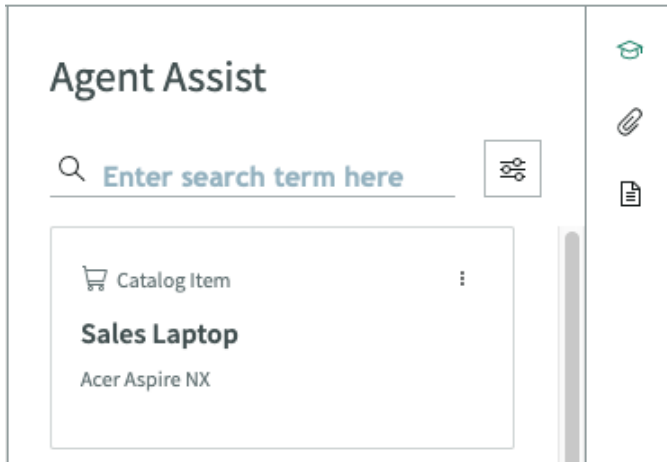 Agent Assist
Enter search term here
Catalog Item
Sales Laptop
Acer Aspire NX